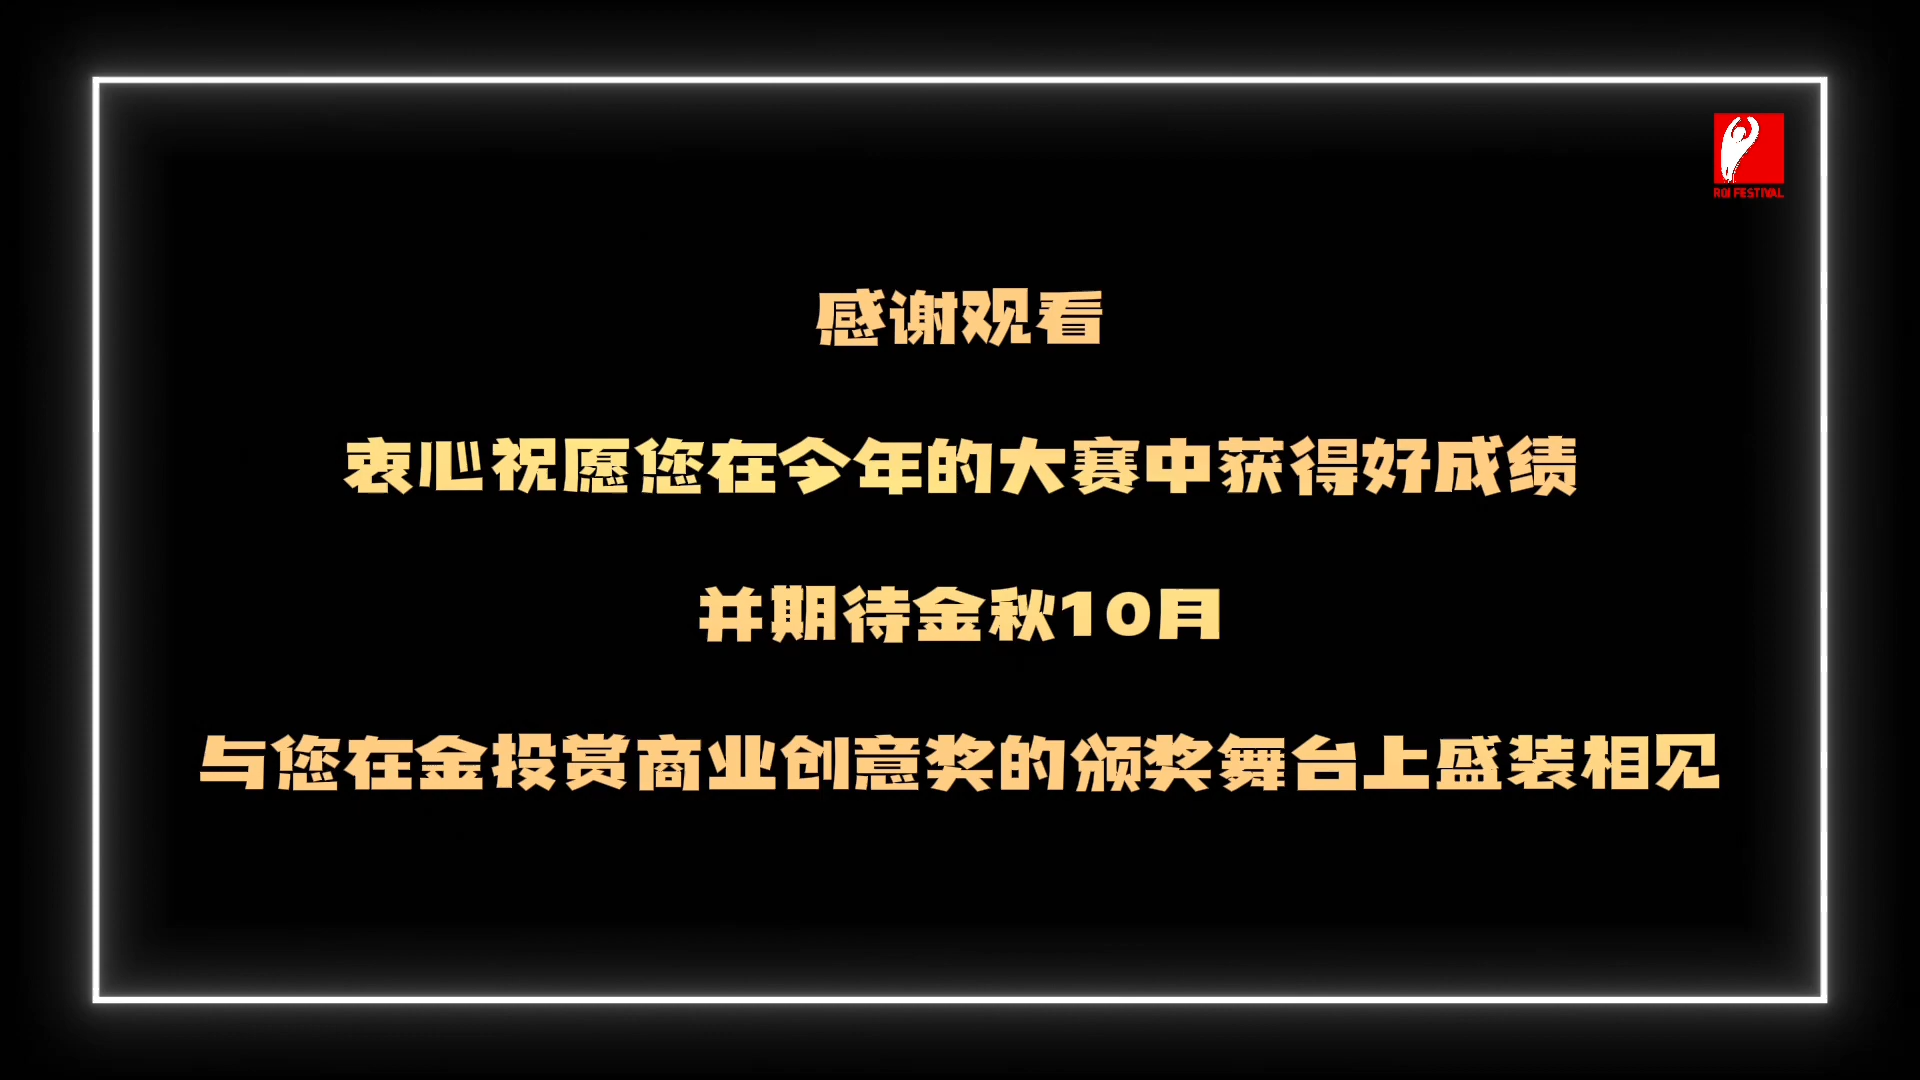 ROI FESTIVAL
感谢观看
衷心祝愿您在今年的大赛中获得好成绩
并期待金秋10月
与您在金投赏商业创意奖的颁奖舞台上盛装相见